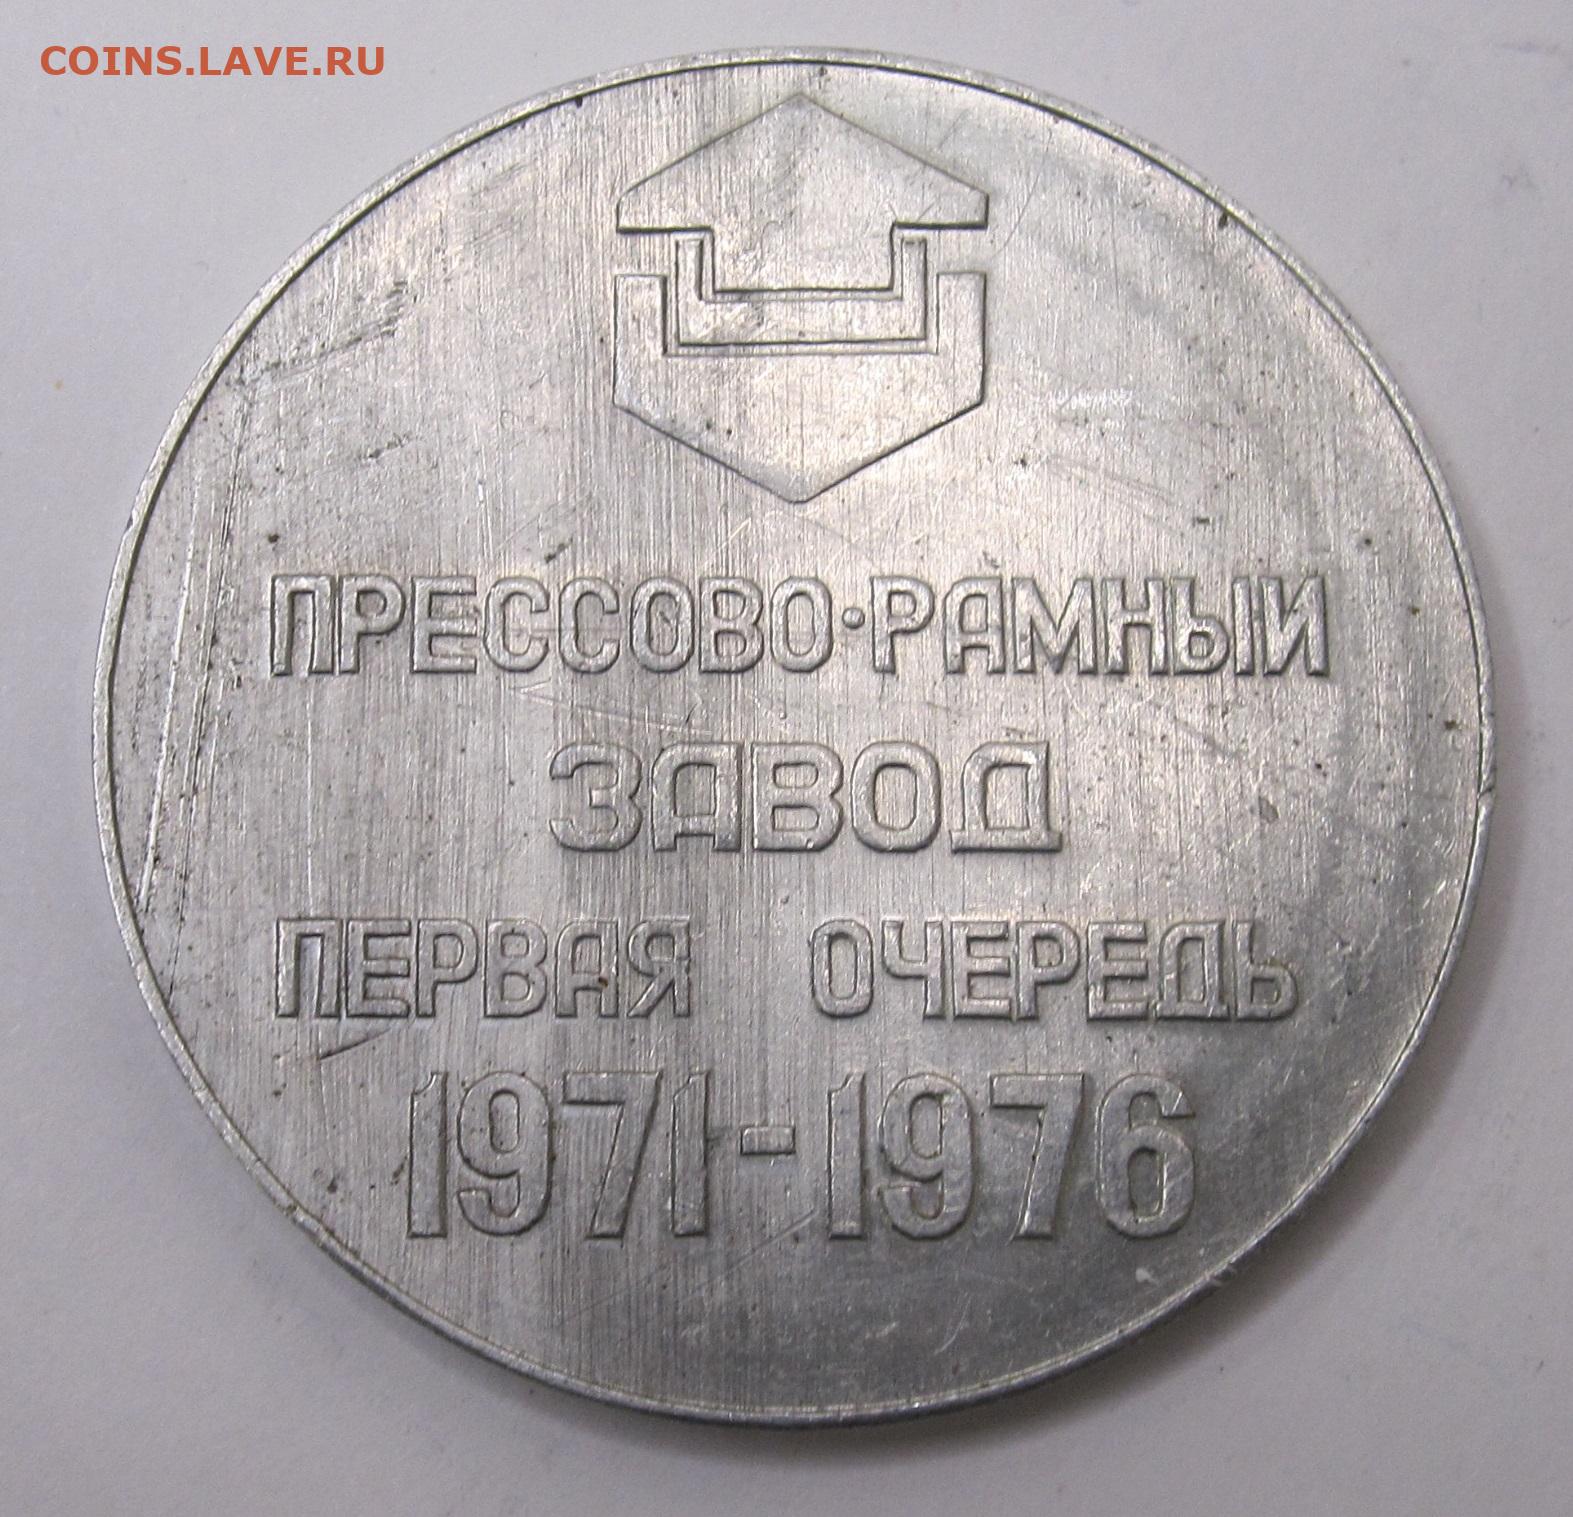 COINS.LAVE.RU
ПРЕССОВО·РАМНЫЙ
ЗАВОД
ПЕРВАЯ ОЧЕРЕДЬ
1971-1976